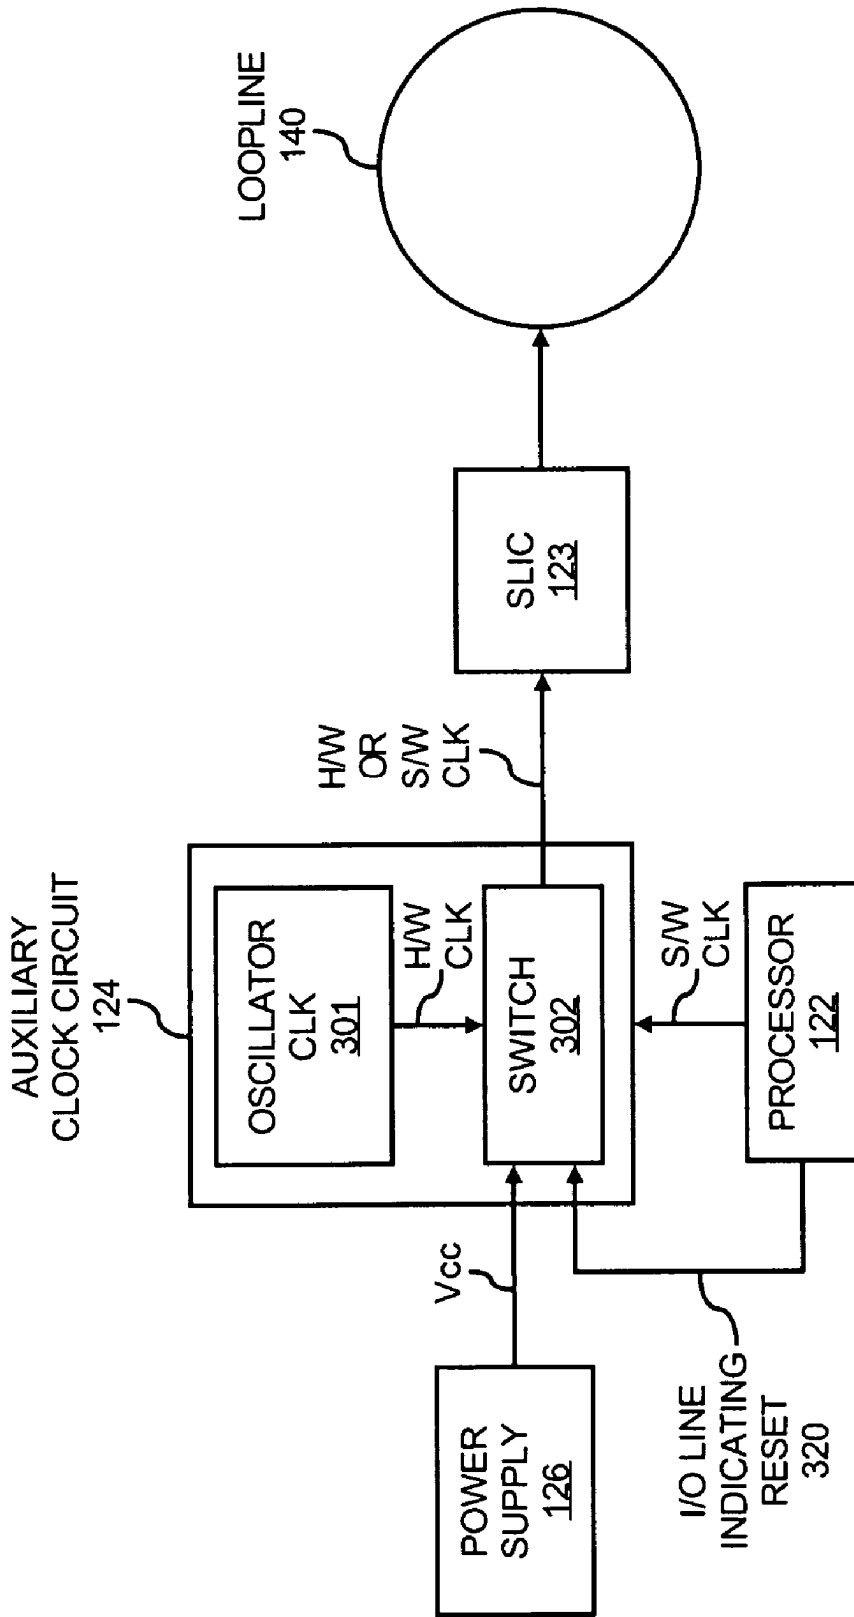 AUXILIARY
CLOCK CIRCUIT
124
OSCILLATOR
CLK
301
H/W
CLK
SWITCH
302
Vcc
POWER
SUPPLY
126
I/O LINE
INDICATING
RESET
320
S/W
CLK
PROCESSOR
122
H/W
OR
S/W
CLK
SLIC
123
LOOPLINE
140